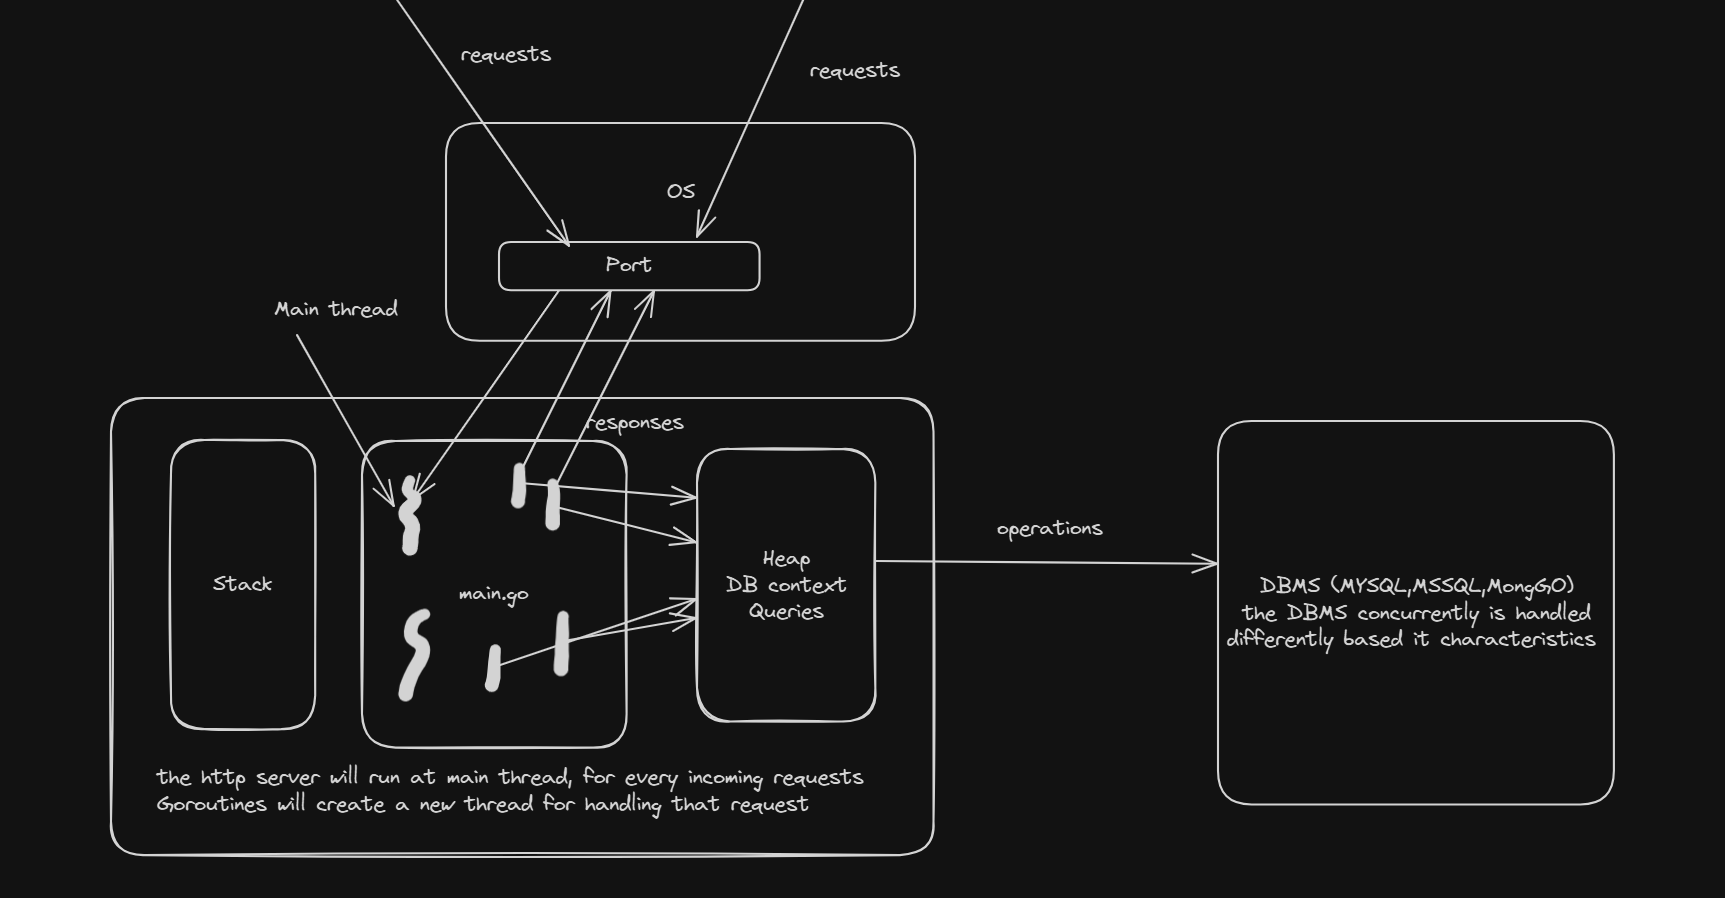 requests
requests
OS
Port
Main thread
responses
Stack
main.go
Heap
DB context
Queries
operations
DBMS (MYSQL,MSSQL,MongGO)
the DBMS concurrently is handled
differently based it characteristics
the http server will run at main thread, for every incoming requests
Goroutines will create a new thread for handling that request